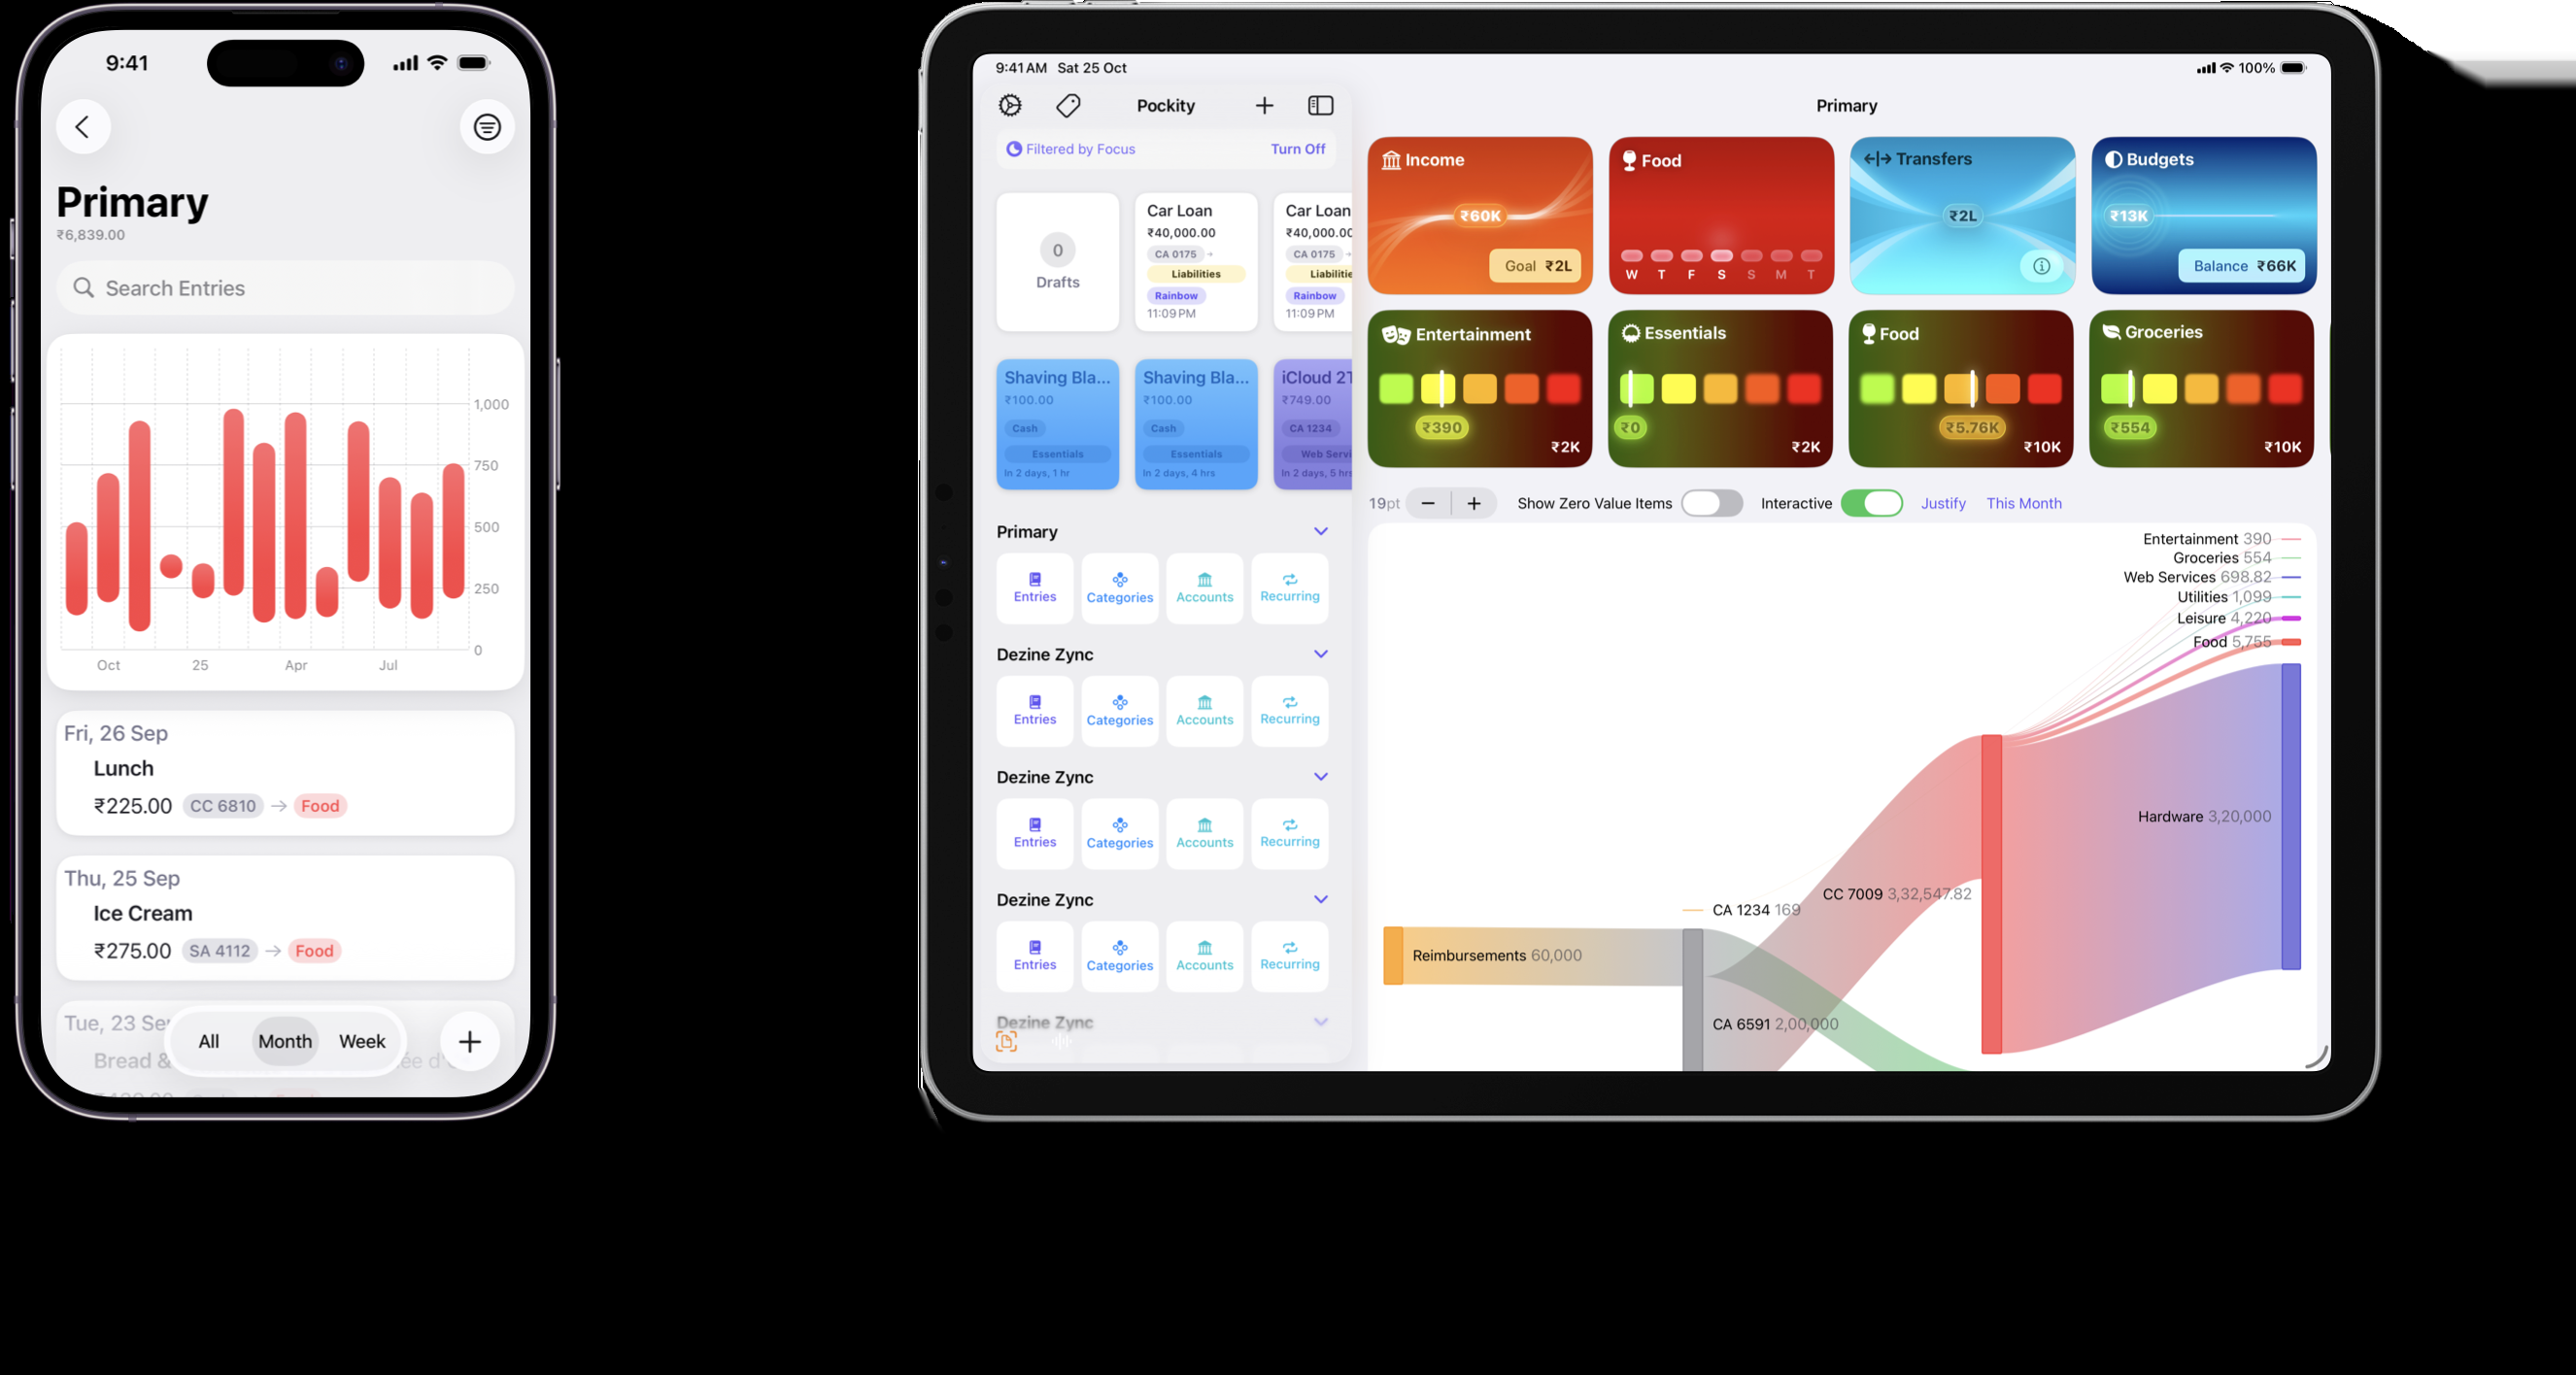 9:41
Primary
₹6,839.00
Search Entries
1,000
750
500
250
0
Oct 25 Apr Jul
Fri, 26 Sep
Lunch
₹225.00 CC 6810 → Food
Thu, 25 Sep
Ice Cream
₹275.00 SA 4112 → Food
Tue, 23 Se
Bread &
All Month Week
9:41 AM Sat 25 Oct
100%
Pockity
Filtered by Focus Turn Off
0
Drafts
Car Loan
₹40,000.00
CA 0175 →
Liabilities
Rainbow
11:09 PM
Car Loan
₹40,000.00
CA 0175 →
Liabilitie
Rainbow
11:09 PM
Shaving Bla...
₹100.00
Cash
Essentials
In 2 days, 1 hr
Shaving Bla...
₹100.00
Cash
Essentials
In 2 days, 4 hrs
iCloud 2T
₹749.00
CA 1234
Web Servi
In 2 days, 5 hrs
Primary
Entries Categories Accounts Recurring
Dezine Zync
Entries Categories Accounts Recurring
Dezine Zync
Entries Categories Accounts Recurring
Dezine Zync
Entries Categories Accounts Recurring
Dezine Zync
Primary
Income
₹60K
Goal ₹2L
Food
W T F S S M T
Transfers
₹2L
Budgets
₹13K
Balance ₹66K
Entertainment
₹390
₹2K
Essentials
₹0
₹2K
Food
₹5.76K
₹10K
Groceries
₹554
₹10K
19pt Show Zero Value Items Interactive Justify This Month
Entertainment 390
Groceries 554
Web Services 698.82
Utilities 1,099
Leisure 4,220
Food 5,755
Hardware 3,20,000
CC 7009 3,32,547.82
CA 1234 169
Reimbursements 60,000
CA 6591 2,00,000